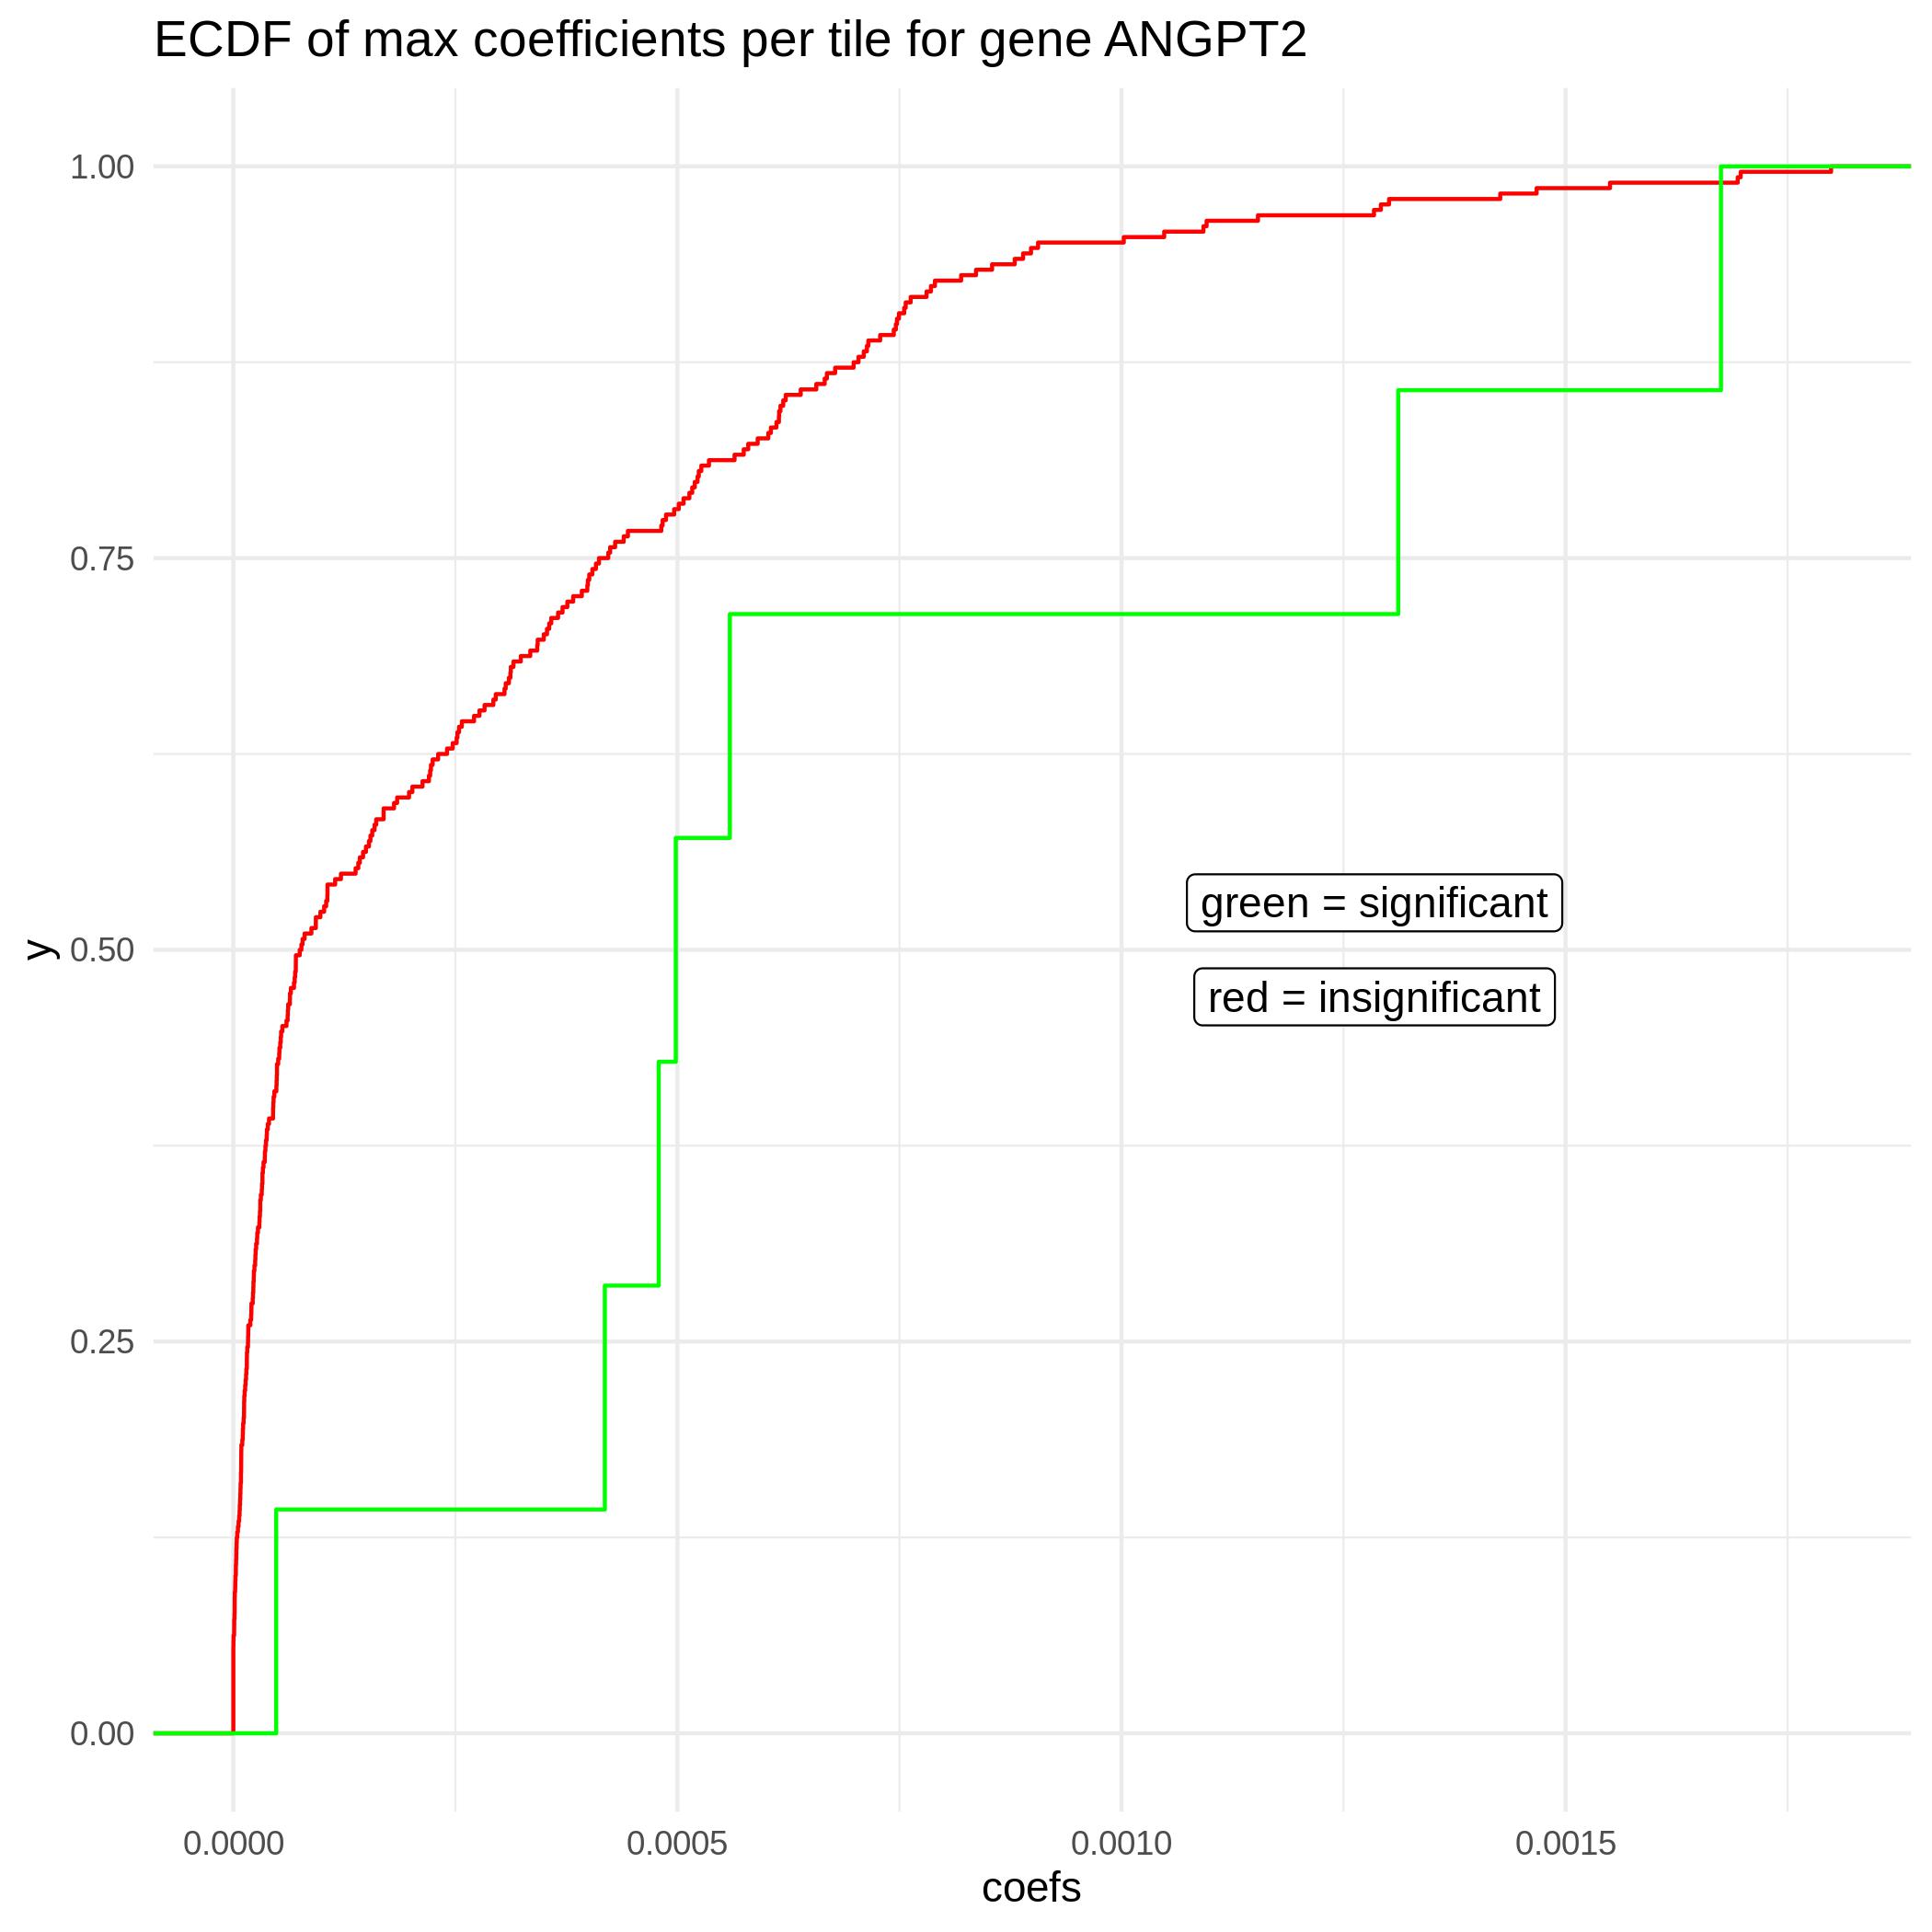 ECDF of max coefficients per tile for gene ANGPT2
1.00
0.75
0.50
0.25
0.00
y
green = significant
red = insignificant
0.0000 0.0005 0.0010 0.0015
coefs